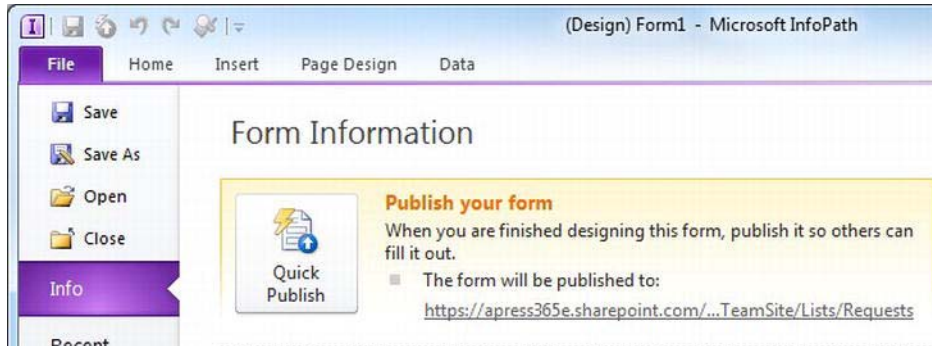 (Design) Form1 - Microsoft InfoPath
File Home Insert Page Design Data
Save
Save As
Open
Close
Info
Recent
Form Information
Quick
Publish
Publish your form
When you are finished designing this form, publish it so others can
fill it out.
The form will be published to:
https://apress365e.sharepoint.com/...TeamSite/Lists/Requests